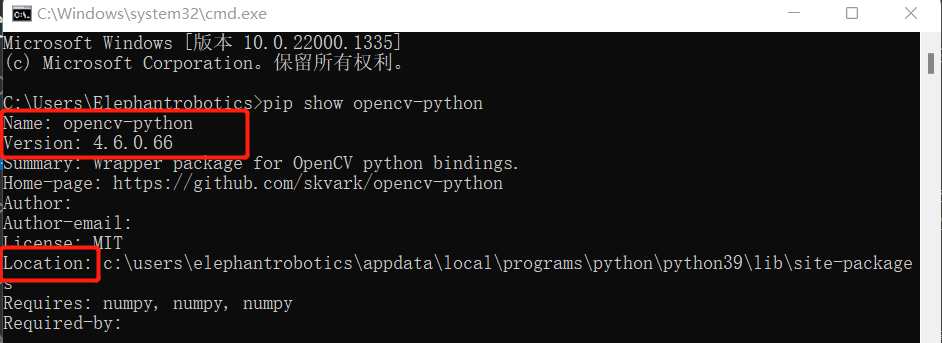 C:\Windows\system32\cmd.exe
Microsoft Windows [版本 10.0.22000.1335]
(c) Microsoft Corporation。保留所有权利。
C:\Users\Elephantrobotics>pip show opencv-python
Name: opencv-python
Version: 4.6.0.66
Summary: Wrapper package for OpenCV python bindings.
Home-page: https://github.com/skvark/opencv-python
Author:
Author-email:
License: MIT
Location: c:\users\elephantrobotics\appdata\local\programs\python\python39\lib\site-package
s
Requires: numpy, numpy, numpy
Required-by: